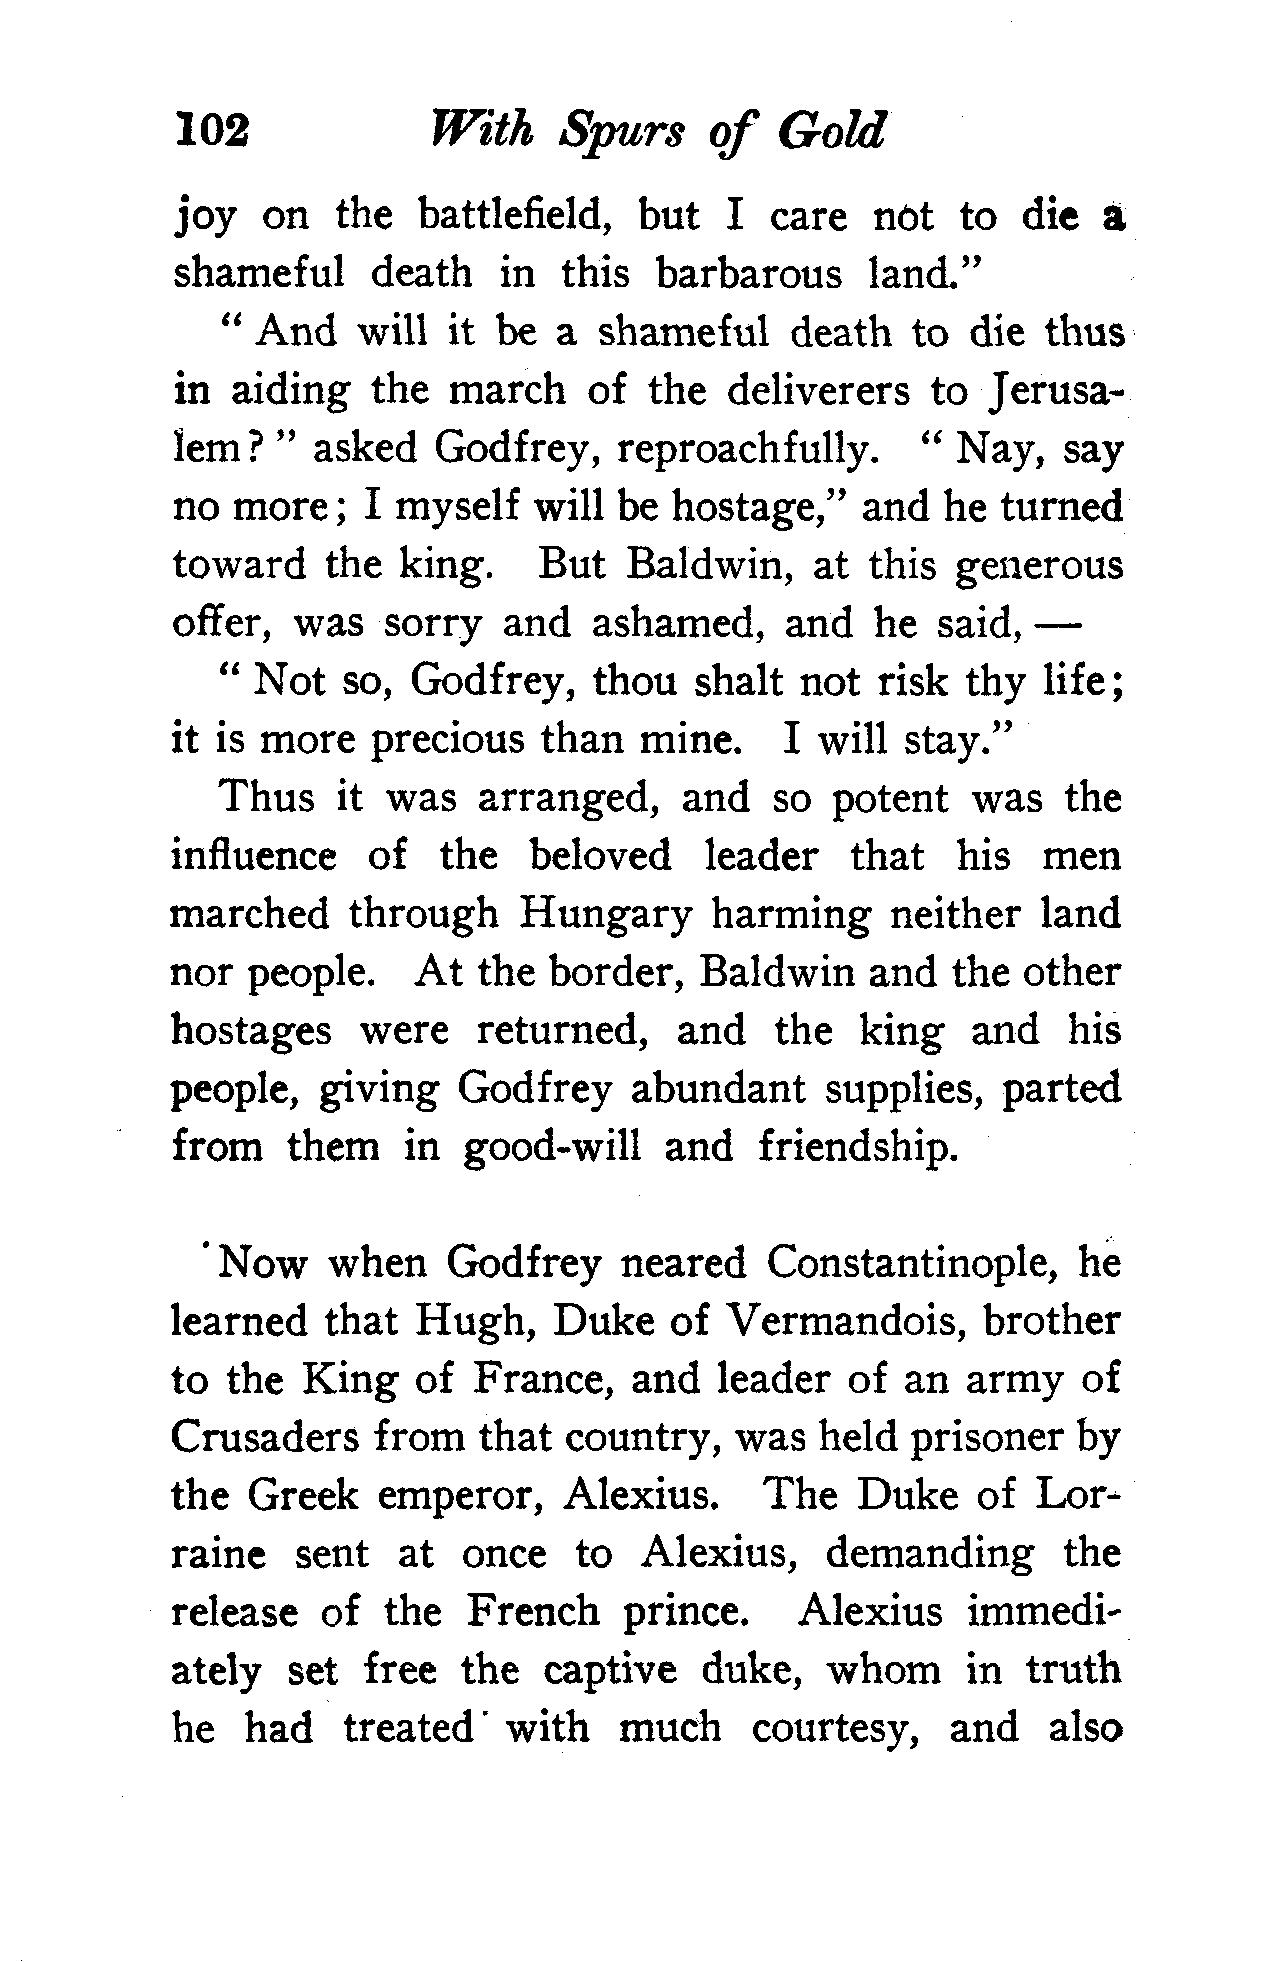 102 With Spurs of Gold
joy on the battlefield, but I care not to die a
shameful death in this barbarous land."
" And will it be a shameful death to die thus
in aiding the march of the deliverers to Jerusa-
lem? " asked Godfrey, reproachfully. " Nay, say
no more; I myself will be hostage," and he turned
toward the king. But Baldwin, at this generous
offer, was sorry and ashamed, and he said, —
" Not so, Godfrey, thou shalt not risk thy life;
it is more precious than mine. I will stay."
Thus it was arranged, and so potent was the
influence of the beloved leader that his men
marched through Hungary harming neither land
nor people. At the border, Baldwin and the other
hostages were returned, and the king and his
people, giving Godfrey abundant supplies, parted
from them in good-will and friendship.
Now when Godfrey neared Constantinople, he
learned that Hugh, Duke of Vermandois, brother
to the King of France, and leader of an army of
Crusaders from that country, was held prisoner by
the Greek emperor, Alexius. The Duke of Lor-
raine sent at once to Alexius, demanding the
release of the French prince. Alexius immedi-
ately set free the captive duke, whom in truth
he had treated with much courtesy, and also